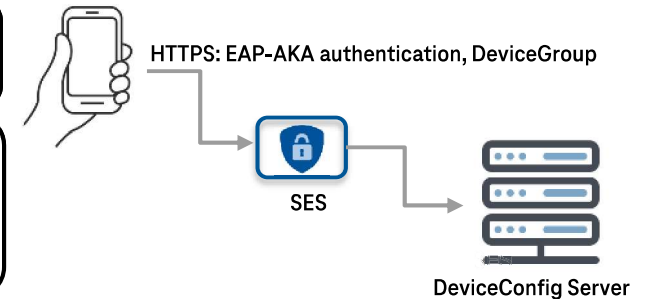 HTTPS: EAP-AKA authentication, DeviceGroup
SES
DeviceConfig Server